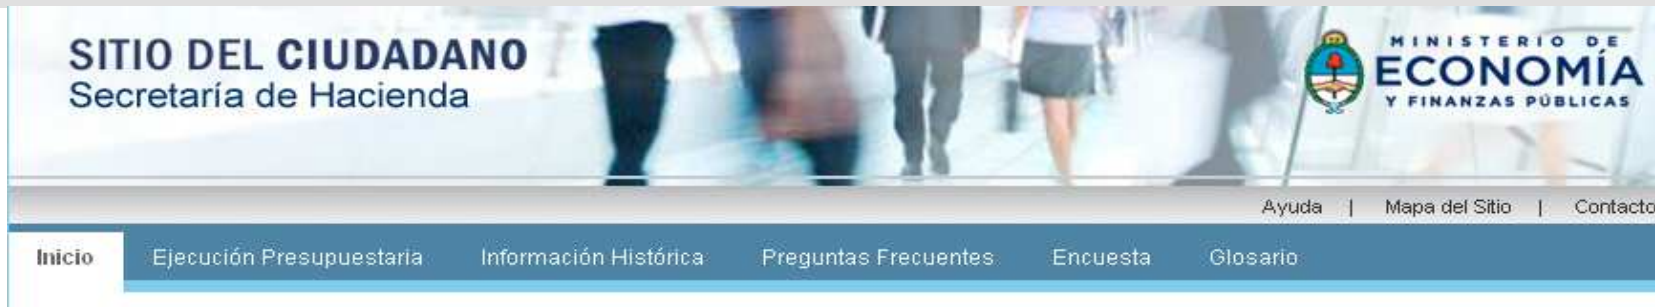 SITIO DEL CIUDADANO
Secretaría de Hacienda
MINISTERIO DE
ECONOMÍA
Y FINANZAS PÚBLICAS
Ayuda | Mapa del Sitio | Contacto
Inicio Ejecución Presupuestaria Información Histórica Preguntas Frecuentes Encuesta Glosario